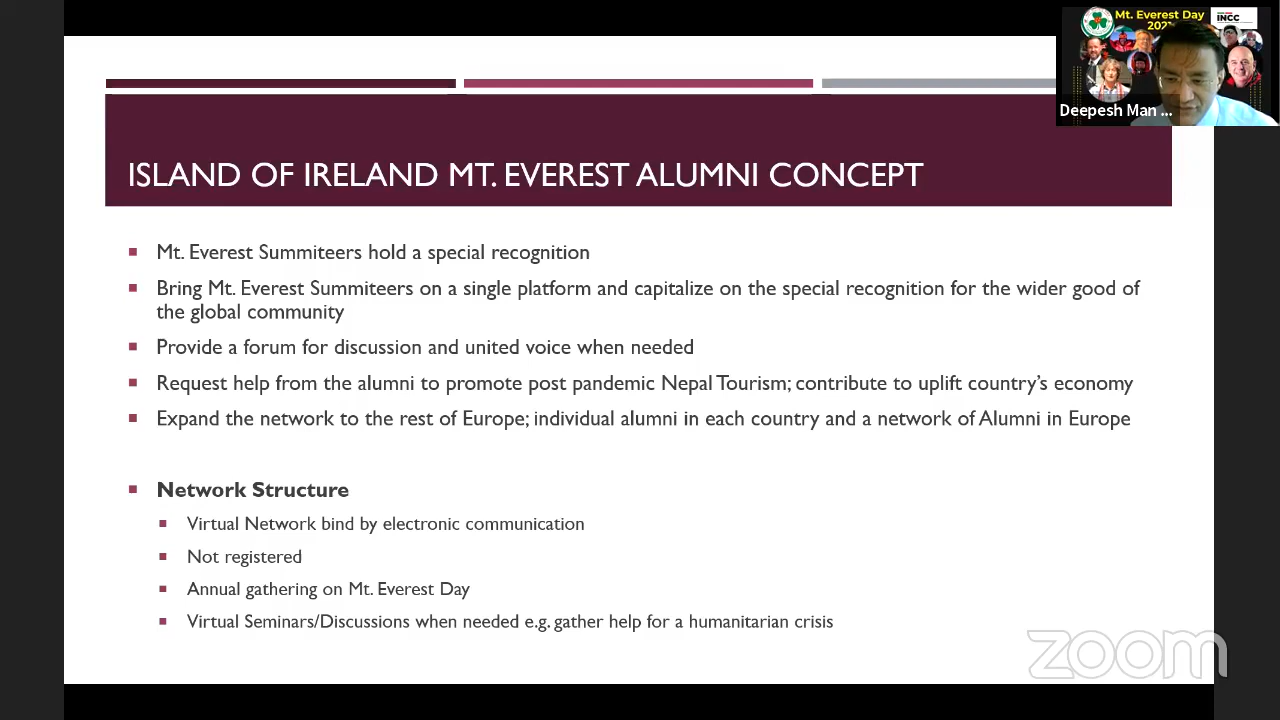 Mt. Everest Day
INCC
Deepesh Man ...
ISLAND OF IRELAND MT. EVEREST ALUMNI CONCEPT
Mt. Everest Summiteers hold a special recognition
Bring Mt. Everest Summiteers on a single platform and capitalize on the special recognition for the wider good of
the global community
Provide a forum for discussion and united voice when needed
Request help from the alumni to promote post pandemic Nepal Tourism; contribute to uplift country's economy
Expand the network to the rest of Europe; individual alumni in each country and a network of Alumni in Europe
Network Structure
Virtual Network bind by electronic communication
Not registered
Annual gathering on Mt. Everest Day
Virtual Seminars/Discussions when needed e.g. gather help for a humanitarian crisis
zoom